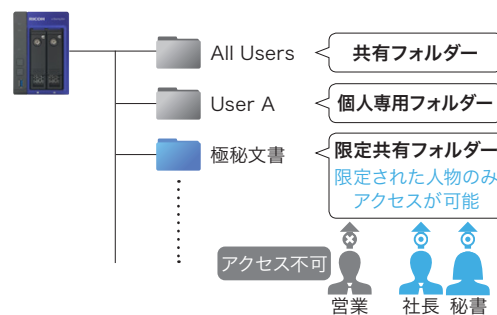 RICOH
All Users
共有フォルダー
User A
個人専用フォルダー
極秘文書
限定共有フォルダー
限定された人物のみ
アクセスが可能
アクセス不可
営業
社長
秘書